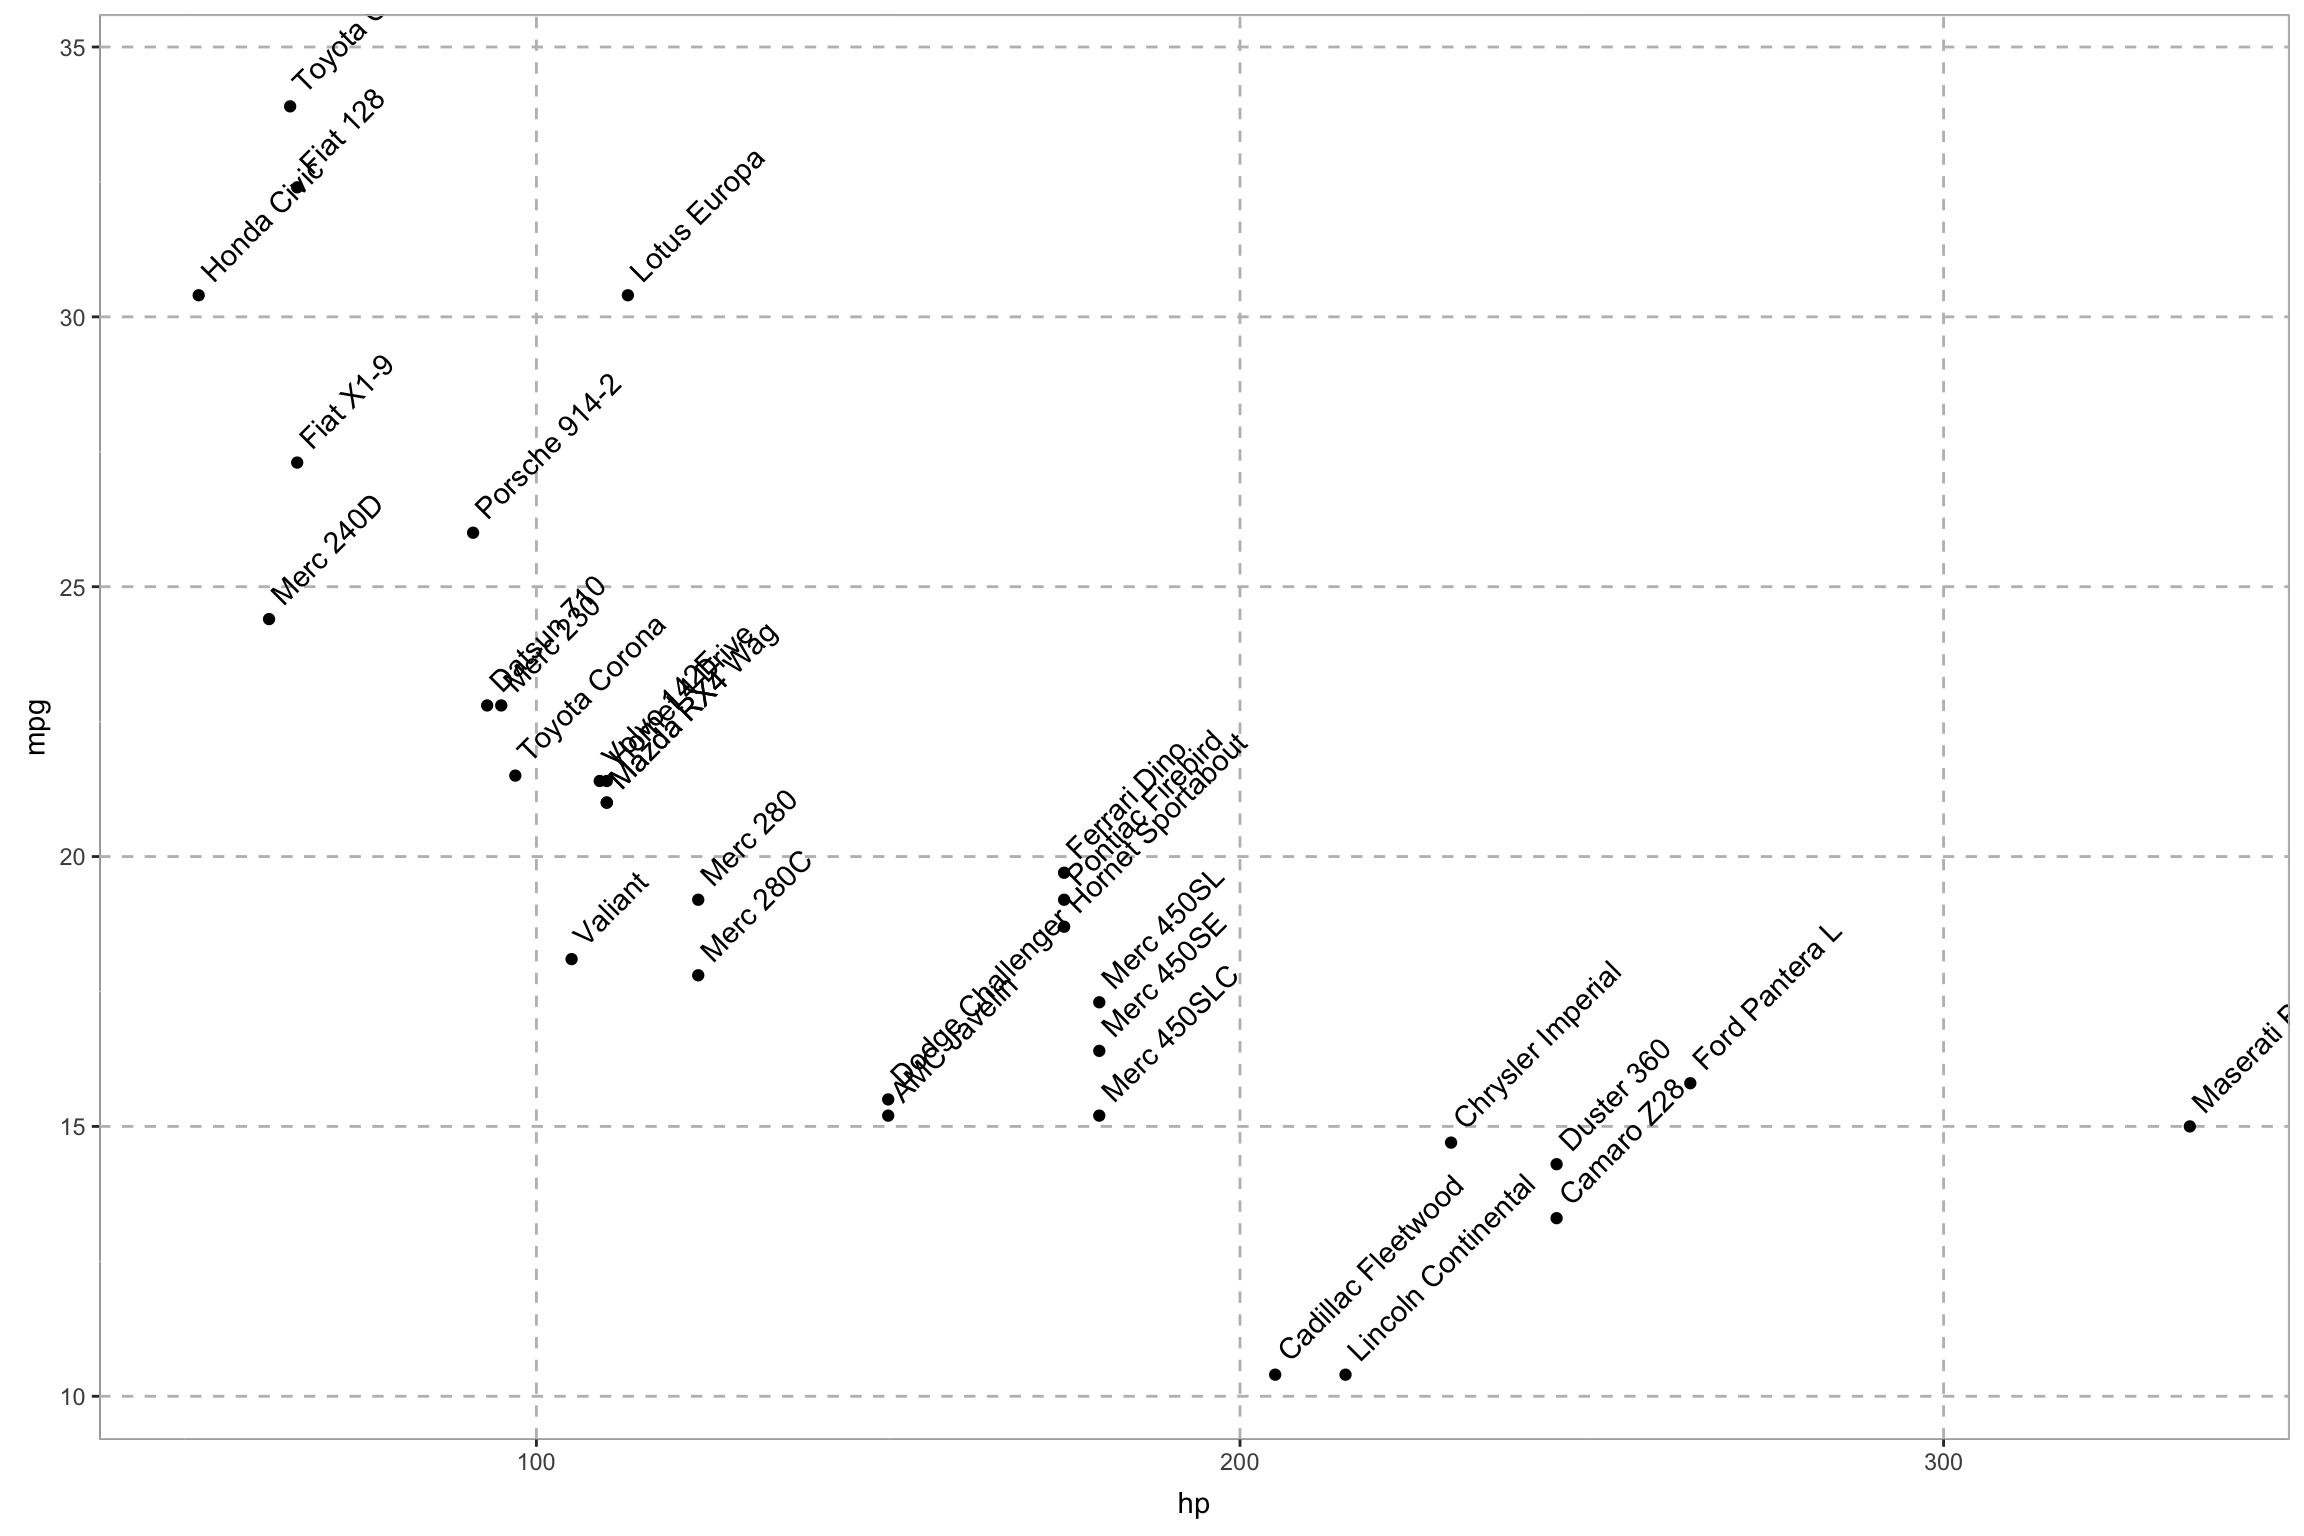 35
30
25
20
15
10
mpg
100
200
300
hp
Toyota
Fiat 128
Honda Civic
Lotus Europa
Fiat X1-9
Porsche 914-2
Merc 240D
Datsun 710
Merc 230
Toyota Corona
Volvo 142E
Mazda RX4 Wag
Merc 280
Merc 280C
Valiant
Ferrari Dino
Pontiac Firebird
Hornet Sportabout
Dodge Challenger
AMC Javelin
Merc 450SL
Merc 450SE
Merc 450SLC
Chrysler Imperial
Ford Pantera L
Duster 360
Camaro Z28
Maserati
Cadillac Fleetwood
Lincoln Continental